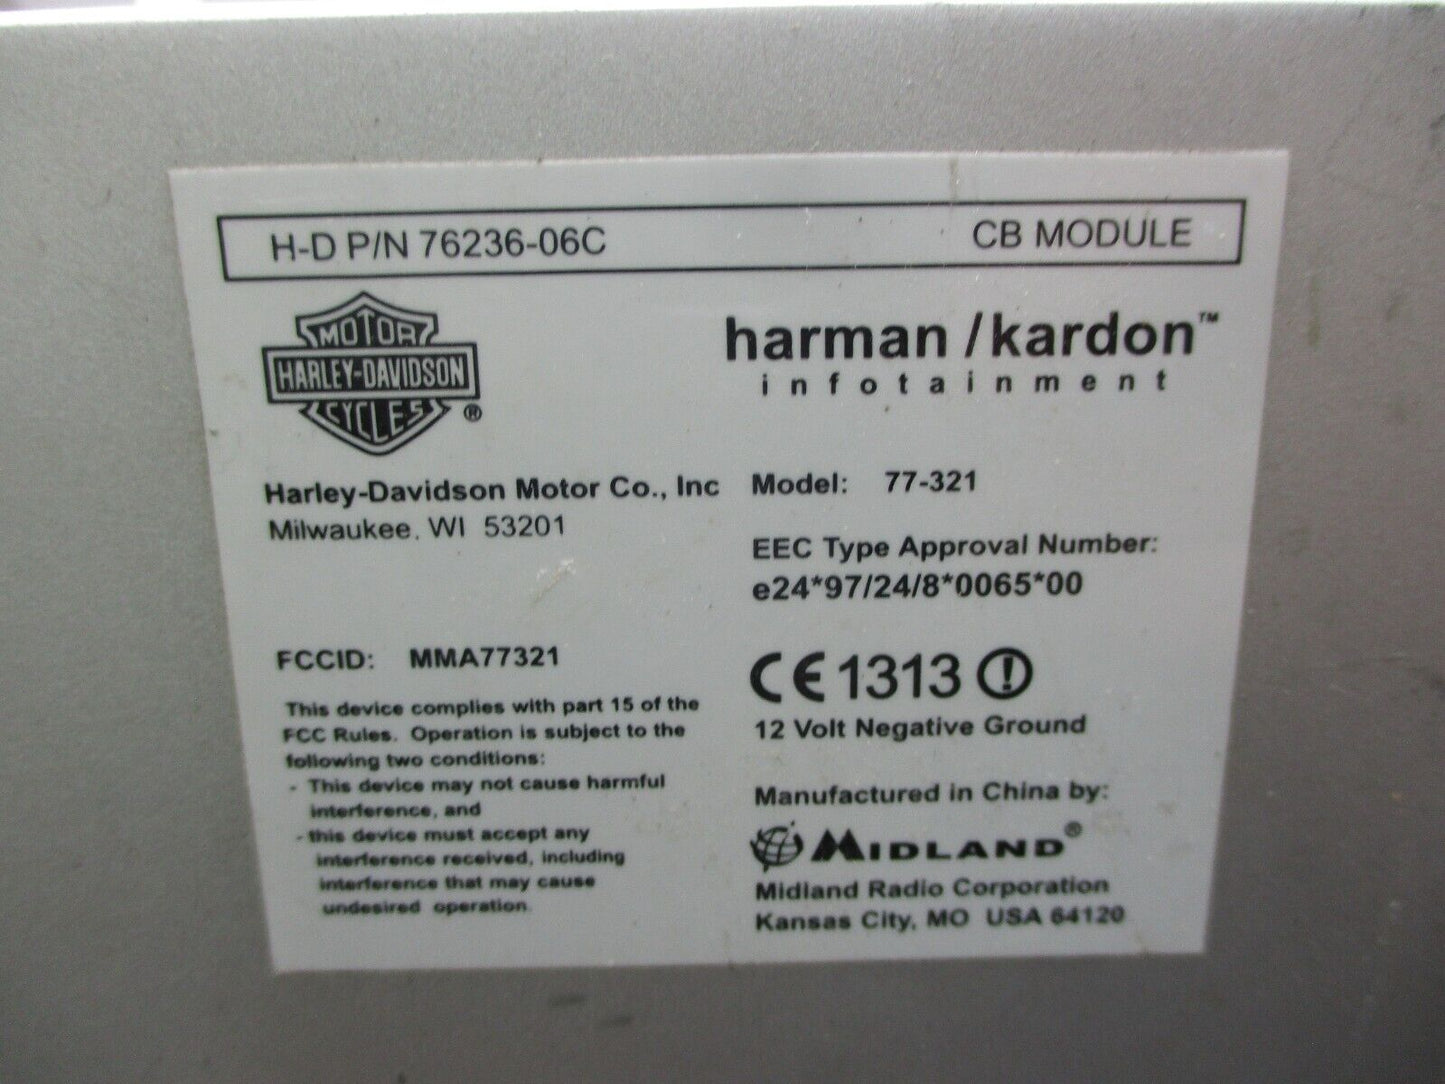 H-D P/N 76236-06C CB MODULE
MOTOR
HARLEY-DAVIDSON
CYCLES ®
harman / kardon™
infotainment
Harley-Davidson Motor Co., Inc
Milwaukee, WI 53201
Model: 77-321
EEC Type Approval Number:
e24*97/24/8*0065*00
FCCID: MMA77321
This device complies with part 15 of the
FCC Rules. Operation is subject to the
following two conditions:
- This device may not cause harmful
interference, and
- this device must accept any
interference received, including
interference that may cause
undesired operation.
CE 1313 !
12 Volt Negative Ground
Manufactured in China by:
MIDLAND®
Midland Radio Corporation
Kansas City, MO USA 64120